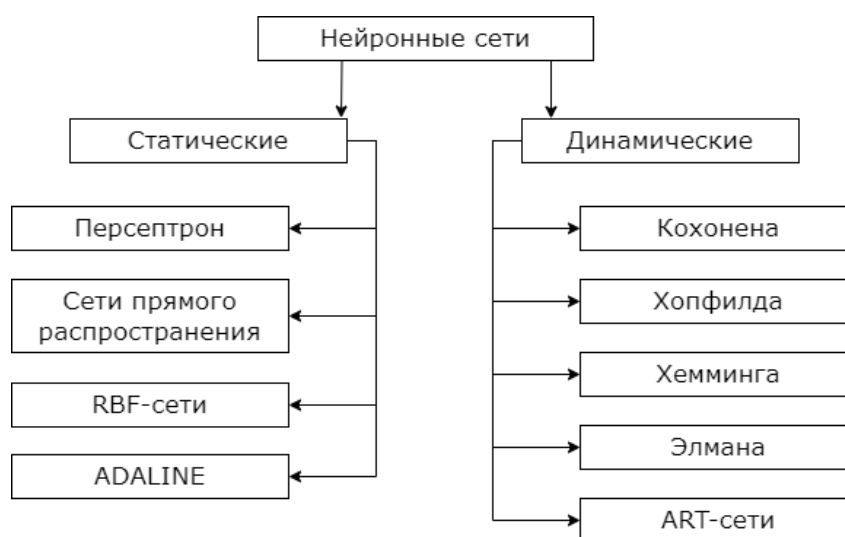 Нейронные сети
Статические
Динамические
Персептрон
Кохонена
Сети прямого
распространения
Хопфилда
Хемминга
RBF-сети
Элмана
ADALINE
ART-сети